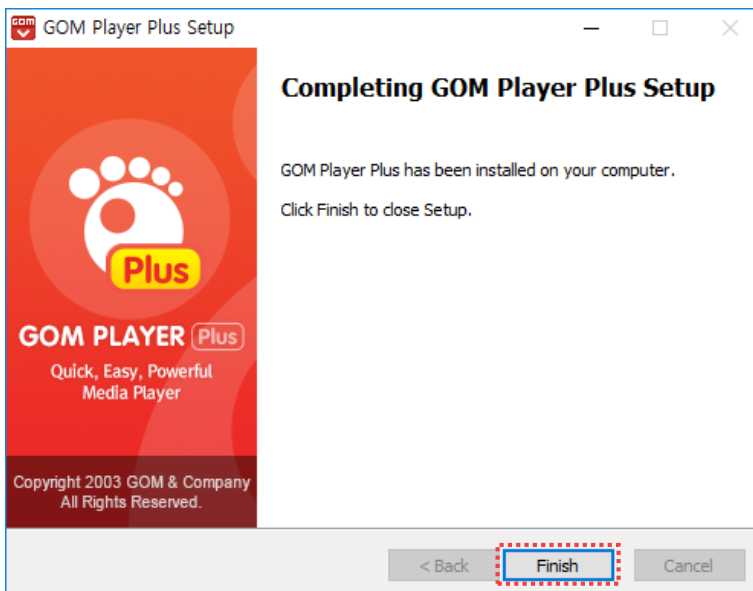 GOM
GOM Player Plus Setup
Completing GOM Player Plus Setup
GOM Player Plus has been installed on your computer.
Click Finish to close Setup.
Plus
GOM PLAYER Plus
Quick, Easy, Powerful
Media Player
Copyright 2003 GOM & Company
All Rights Reserved.
< Back
Finish
Cancel